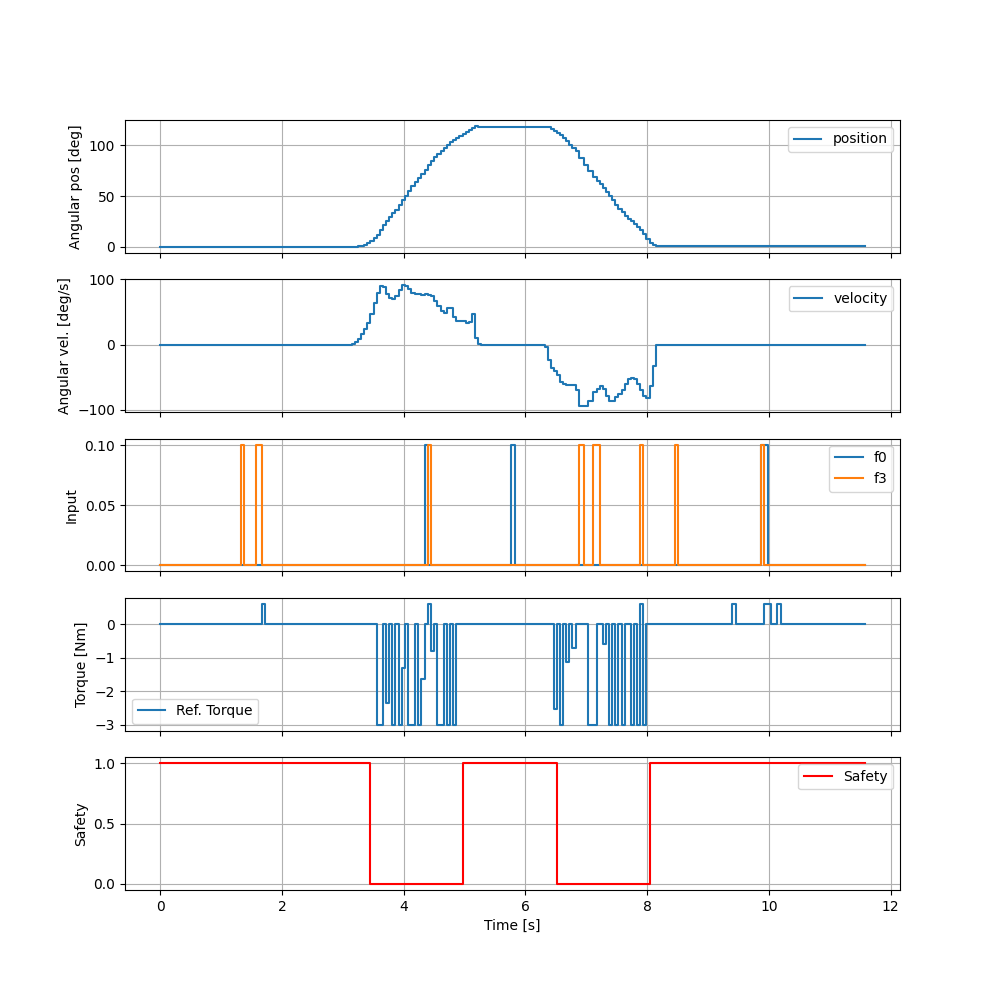 Angular pos [deg]
100
50
0
position
Angular vel. [deg/s]
100
0
−100
velocity
Input
0.10
0.05
0.00
f0
f3
Torque [Nm]
0
−1
−2
−3
Ref. Torque
Safety
1.0
0.5
0.0
Safety
0 2 4 6 8 10 12
Time [s]